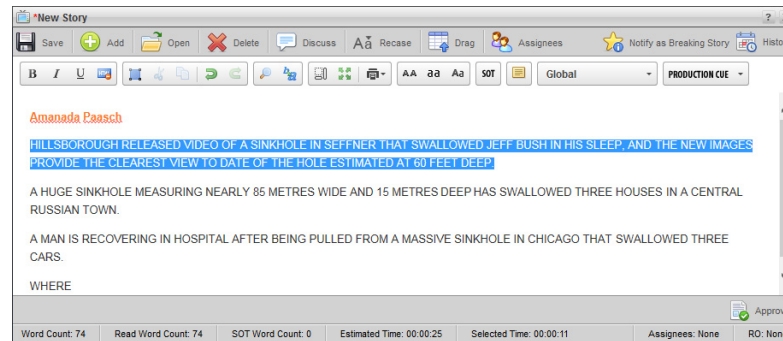 *New Story ?
Save Add Open Delete Discuss Aä Recase Drag Assignees Notify as Breaking Story Histo
B I U AA aa Aa SOT Global PRODUCTION CUE
Amanada Paasch
HILLSBOROUGH RELEASED VIDEO OF A SINKHOLE IN SEFFNER THAT SWALLOWED JEFF BUSH IN HIS SLEEP, AND THE NEW IMAGES
PROVIDE THE CLEAREST VIEW TO DATE OF THE HOLE ESTIMATED AT 60 FEET DEEP.
A HUGE SINKHOLE MEASURING NEARLY 85 METRES WIDE AND 15 METRES DEEP HAS SWALLOWED THREE HOUSES IN A CENTRAL
RUSSIAN TOWN.
A MAN IS RECOVERING IN HOSPITAL AFTER BEING PULLED FROM A MASSIVE SINKHOLE IN CHICAGO THAT SWALLOWED THREE
CARS.
WHERE
Approv
Word Count: 74 Read Word Count: 74 SOT Word Count: 0 Estimated Time: 00:00:25 Selected Time: 00:00:11 Assignees: None RO: Non